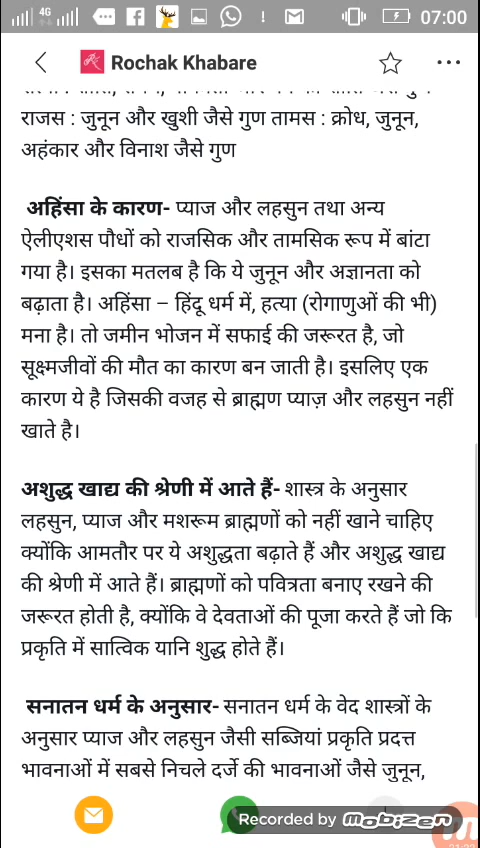 4G
!
07:00
Rochak Khabare
राजस : जुनून और खुशी जैसे गुण तामस : क्रोध, जुनून,
अहंकार और विनाश जैसे गुण
अहिंसा के कारण- प्याज और लहसुन तथा अन्य
ऐलीएशस पौधों को राजसिक और तामसिक रूप में बांटा
गया है। इसका मतलब है कि ये जुनून और अज्ञानता को
बढ़ाता है। अहिंसा – हिंदू धर्म में, हत्या (रोगाणुओं की भी)
मना है। तो जमीन भोजन में सफाई की जरूरत है, जो
सूक्ष्मजीवों की मौत का कारण बन जाती है। इसलिए एक
कारण ये है जिसकी वजह से ब्राह्मण प्याज़ और लहसुन नहीं
खाते है।
अशुद्ध खाद्य की श्रेणी में आते हैं- शास्त्र के अनुसार
लहसुन, प्याज और मशरूम ब्राह्मणों को नहीं खाने चाहिए
क्योंकि आमतौर पर ये अशुद्धता बढ़ाते हैं और अशुद्ध खाद्य
की श्रेणी में आते हैं। ब्राह्मणों को पवित्रता बनाए रखने की
जरूरत होती है, क्योंकि वे देवताओं की पूजा करते हैं जो कि
प्रकृति में सात्विक यानि शुद्ध होते हैं।
सनातन धर्म के अनुसार- सनातन धर्म के वेद शास्त्रों के
अनुसार प्याज और लहसुन जैसी सब्जियां प्रकृति प्रदत्त
भावनाओं में सबसे निचले दर्जे की भावनाओं जैसे जुनून,
Recorded by Mobizen